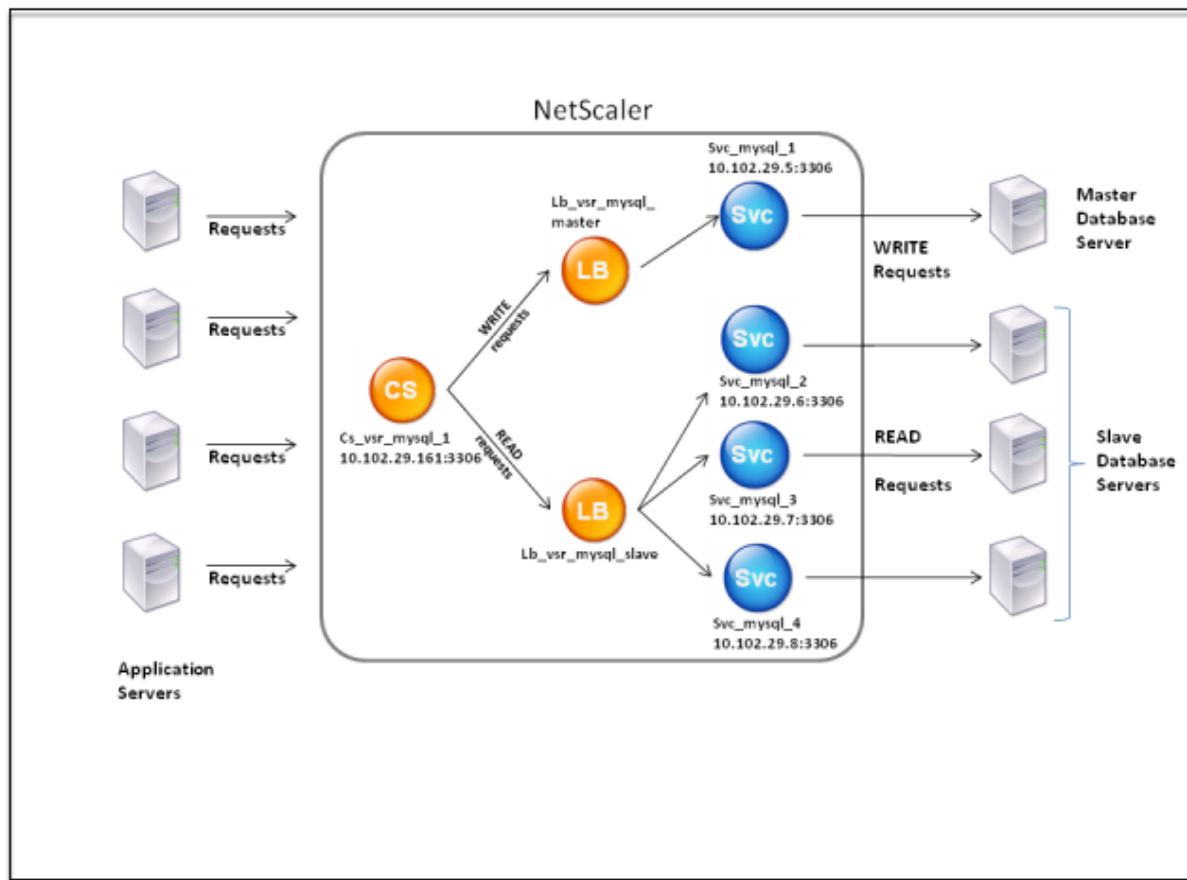 NetScaler
Svc_mysql_1
10.102.29.5:3306
Lb_vsr_mysql_
master
Svc
Master
Database
Server
Requests
LB
WRITE
Requests
WRITE
requests
Svc
Requests
Svc_mysql_2
10.102.29.6:3306
CS
Cs_vsr_mysql_1
10.102.29.161:3306
READ
requests
Svc
READ
Requests
Slave
Database
Servers
Requests
Svc_mysql_3
10.102.29.7:3306
LB
Lb_vsr_mysql_slave
Svc
Requests
Svc_mysql_4
10.102.29.8:3306
Application
Servers